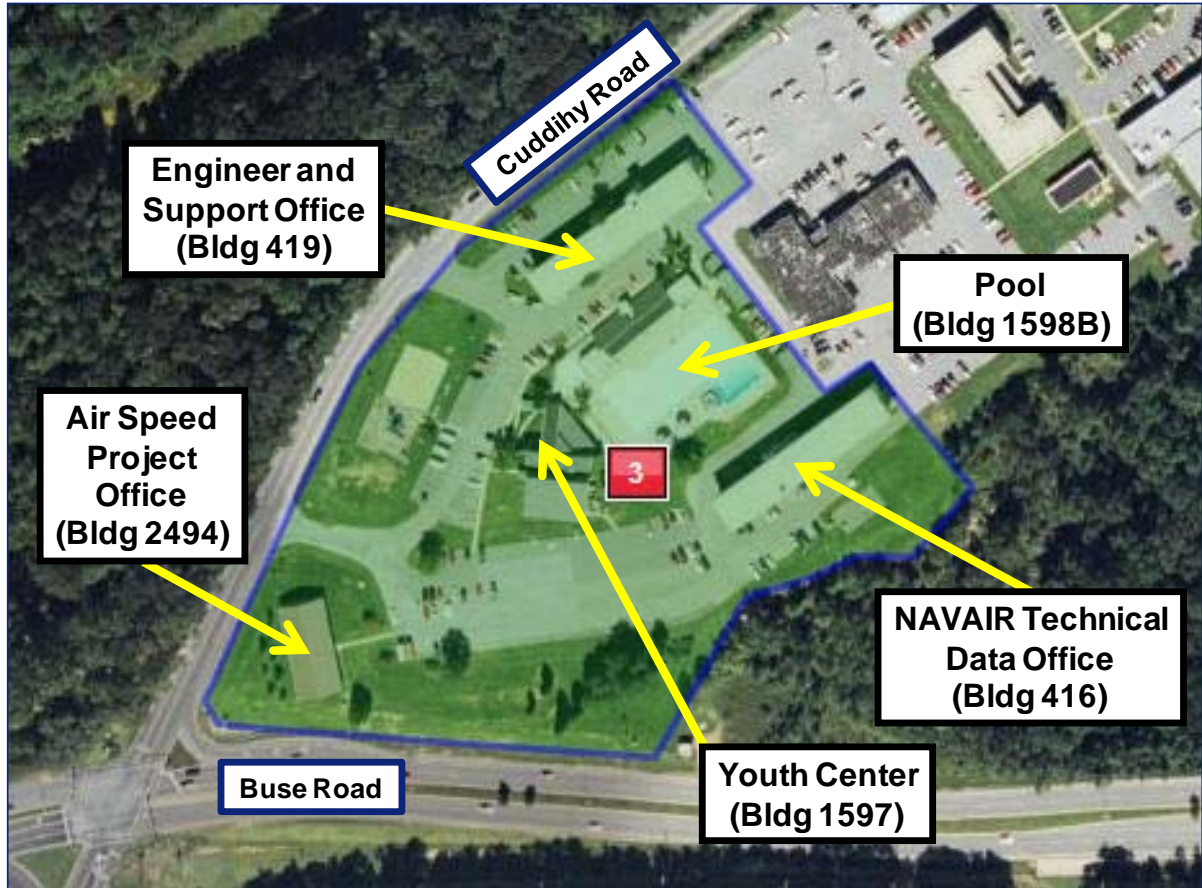 Cuddihy Road
Engineer and
Support Office
(Bldg 419)
Pool
(Bldg 1598B)
Air Speed
Project
Office
(Bldg 2494)
3
NAVAIR Technical
Data Office
(Bldg 416)
Youth Center
(Bldg 1597)
Buse Road